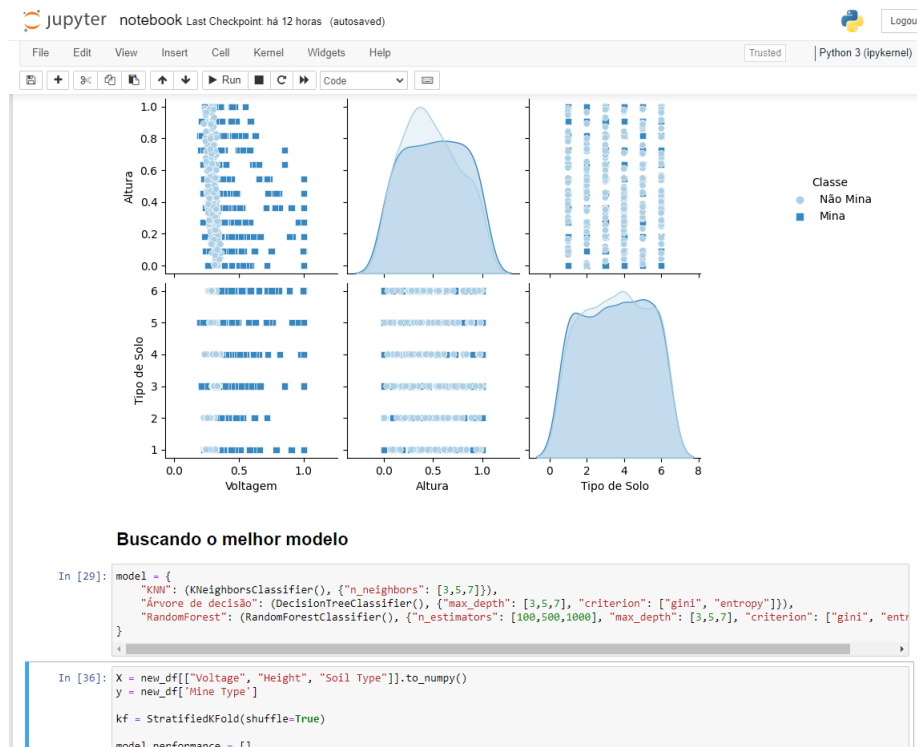 jupyter notebook Last Checkpoint: há 12 horas (autosaved)
Logou
File Edit View Insert Cell Kernel Widgets Help
Trusted
Python 3 (ipykernel)
Run
Code
1.0
0.8
0.6
0.4
0.2
0.0
Altura
Classe
Não Mina
Mina
6
5
4
3
2
1
Tipo de Solo
0.0 0.5 1.0
Voltagem
0.0 0.5 1.0
Altura
0 2 4 6 8
Tipo de Solo
Buscando o melhor modelo
In [29]:
model = {
"KNN": (KNeighborsClassifier(), {"n_neighbors": [3,5,7]}),
"Árvore de decisão": (DecisionTreeClassifier(), {"max_depth": [3,5,7], "criterion": ["gini", "entropy"]}),
"RandomForest": (RandomForestClassifier(), {"n_estimators": [100,500,1000], "max_depth": [3,5,7], "criterion": ["gini", "entr
}
In [36]:
X = new_df[["Voltage", "Height", "Soil Type"]].to_numpy()
y = new_df['Mine Type']
kf = StratifiedKFold(shuffle=True)
model_performance = []